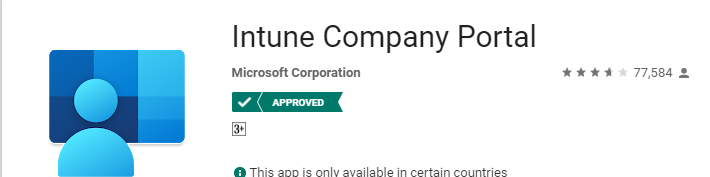 Intune Company Portal
Microsoft Corporation
77,584
APPROVED
3+
This app is only available in certain countries